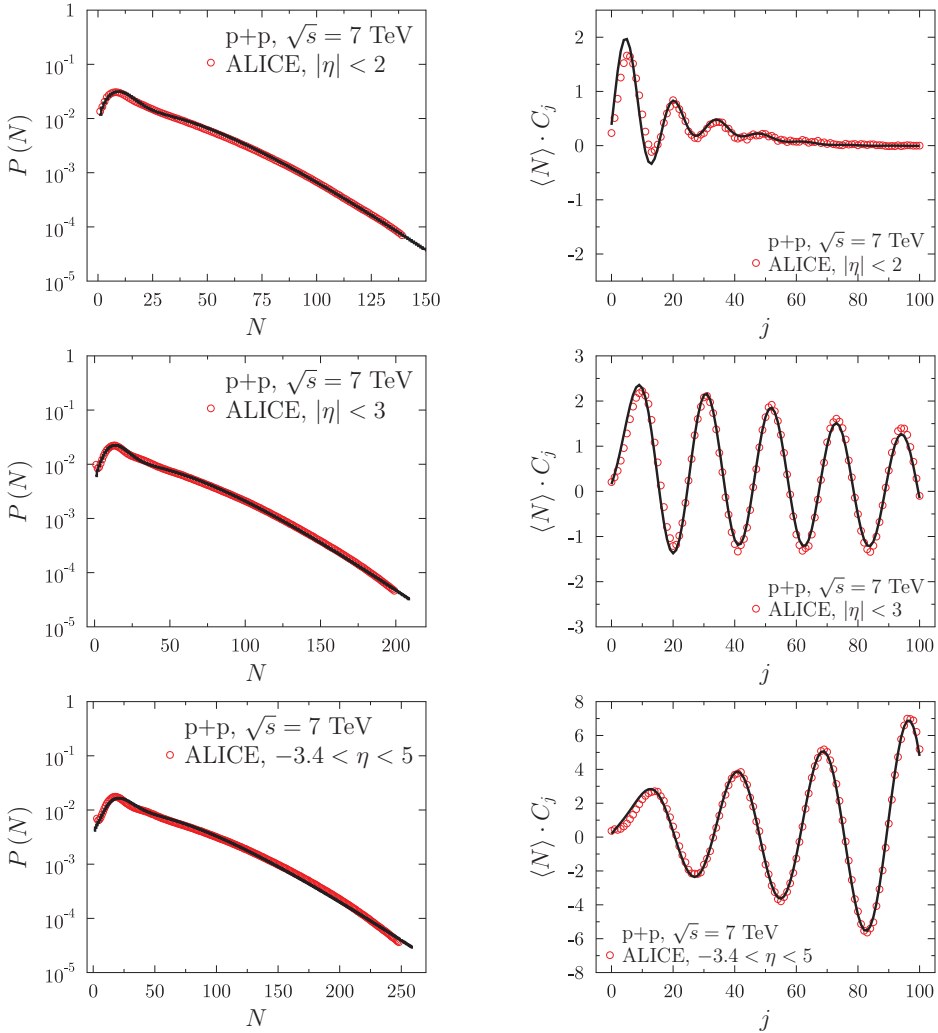 1
10⁻¹
10⁻²
10⁻³
10⁻⁴
10⁻⁵
P (N)
p+p, √s = 7 TeV
ALICE, |η| < 2
0 25 50 75 100 125 150
N
2
1
0
-1
-2
⟨N⟩ · Cⱼ
p+p, √s = 7 TeV
ALICE, |η| < 2
0 20 40 60 80 100
j
1
10⁻¹
10⁻²
10⁻³
10⁻⁴
10⁻⁵
P (N)
p+p, √s = 7 TeV
ALICE, |η| < 3
0 50 100 150 200
N
3
2
1
0
-1
-2
-3
⟨N⟩ · Cⱼ
p+p, √s = 7 TeV
ALICE, |η| < 3
0 20 40 60 80 100
j
1
10⁻¹
10⁻²
10⁻³
10⁻⁴
10⁻⁵
P (N)
p+p, √s = 7 TeV
ALICE, −3.4 < η < 5
0 50 100 150 200 250
N
8
6
4
2
0
-2
-4
-6
-8
⟨N⟩ · Cⱼ
p+p, √s = 7 TeV
ALICE, −3.4 < η < 5
0 20 40 60 80 100
j